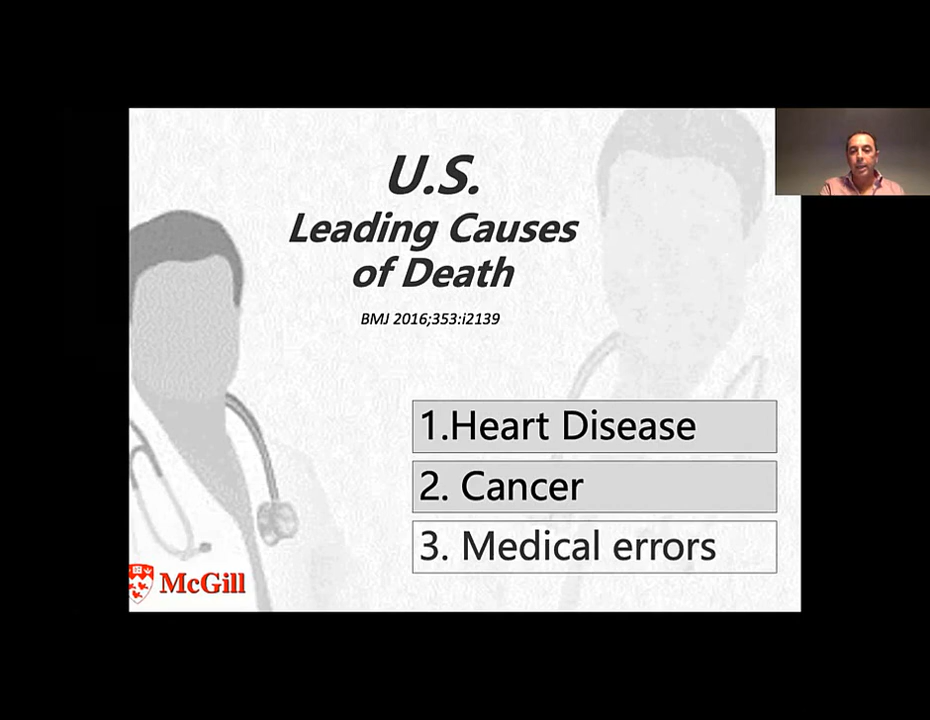 U.S.
Leading Causes
of Death
BMJ 2016;353:i2139
1.Heart Disease
2. Cancer
3. Medical errors
McGill